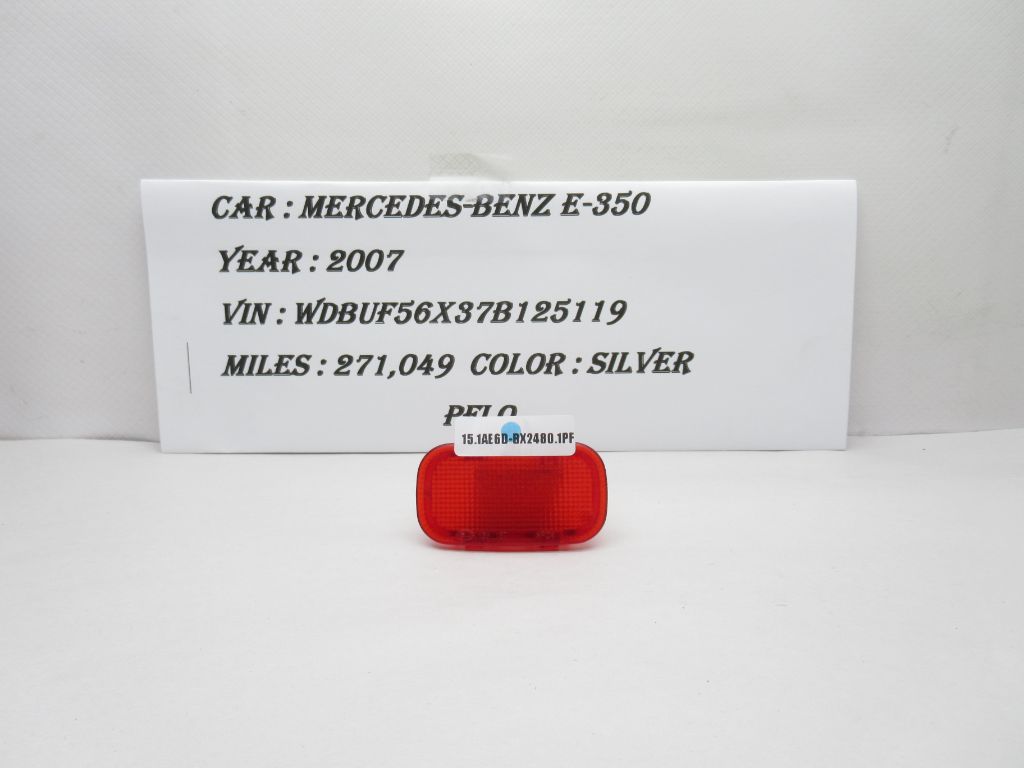 CAR : MERCEDES-BENZ E-350
YEAR : 2007
VIN : WDBUF56X37B125119
MILES : 271,049 COLOR : SILVER
15.1AE6D-BX2480.1PF